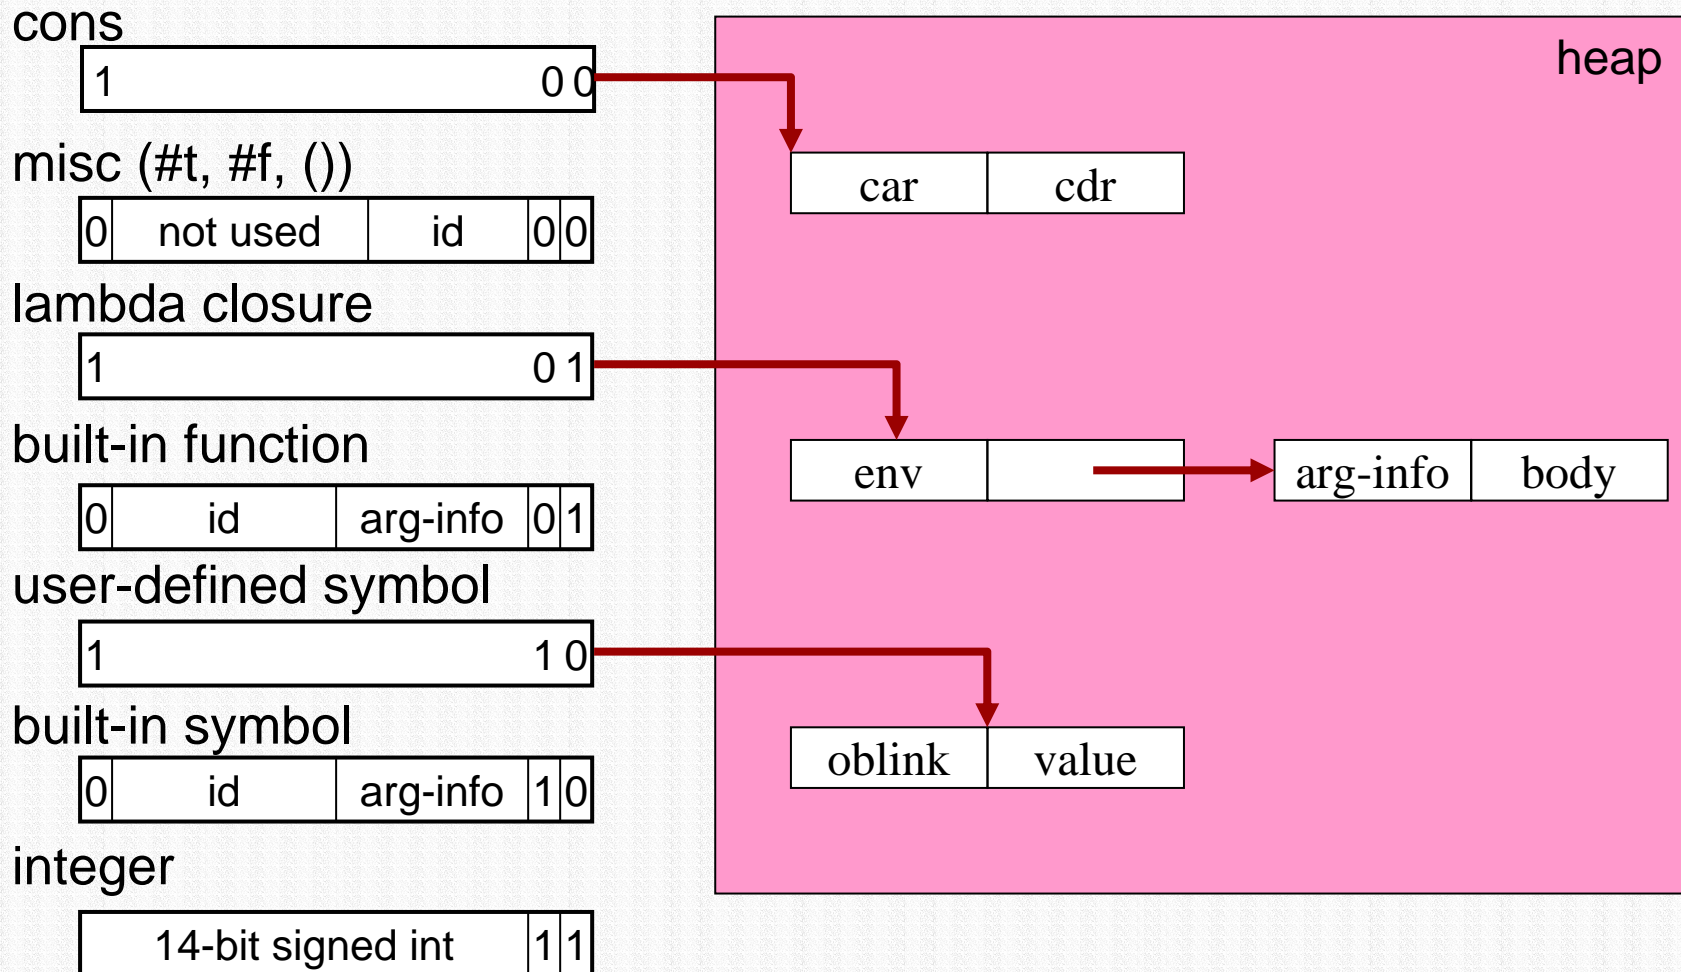 cons
1 0 0
misc (#t, #f, ())
0 not used id 0 0
lambda closure
1 0 1
built-in function
0 id arg-info 0 1
user-defined symbol
1 1 0
built-in symbol
0 id arg-info 1 0
integer
14-bit signed int 1 1
heap
car cdr
env arg-info body
oblink value